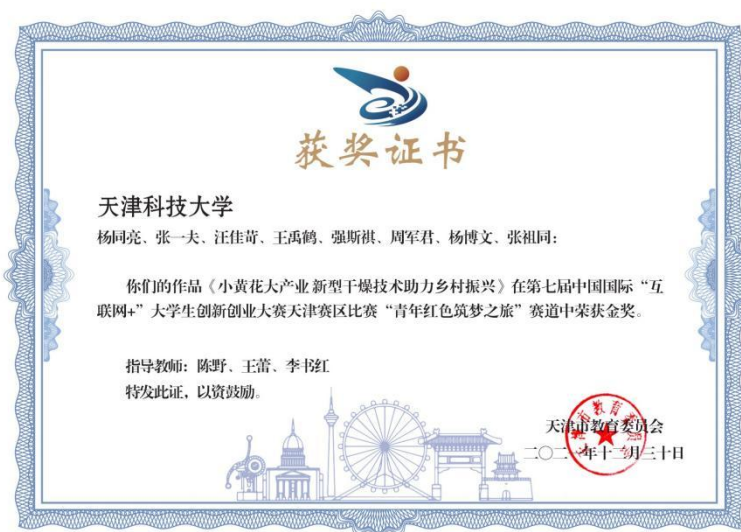 获奖证书
天津科技大学
杨同亮、张一夫、汪佳苛、王禹鹤、强斯祺、周军君、杨博文、张祖同：
你们的作品《小黄花大产业 新型干燥技术助力乡村振兴》在第七届中国国际“互
联网+”大学生创新创业大赛天津赛区比赛“青年红色筑梦之旅”赛道中荣获金奖。
指导教师：陈野、王蕾、李书红
特发此证，以资鼓励。
天津市教育委员会
二〇二 年十二月三十日